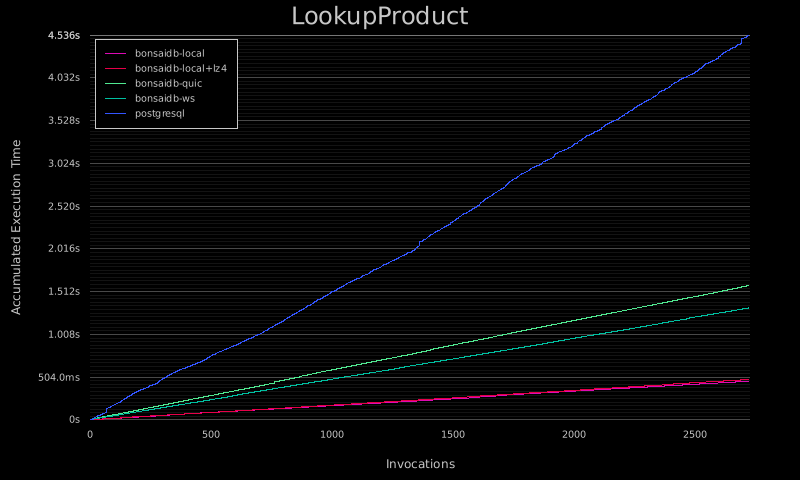 LookupProduct
4.536s
4.032s
3.528s
3.024s
2.520s
2.016s
1.512s
1.008s
504.0ms
0s
bonsaidb-local
bonsaidb-local+lz4
bonsaidb-quic
bonsaidb-ws
postgresql
Accumulated Execution Time
0 500 1000 1500 2000 2500
Invocations